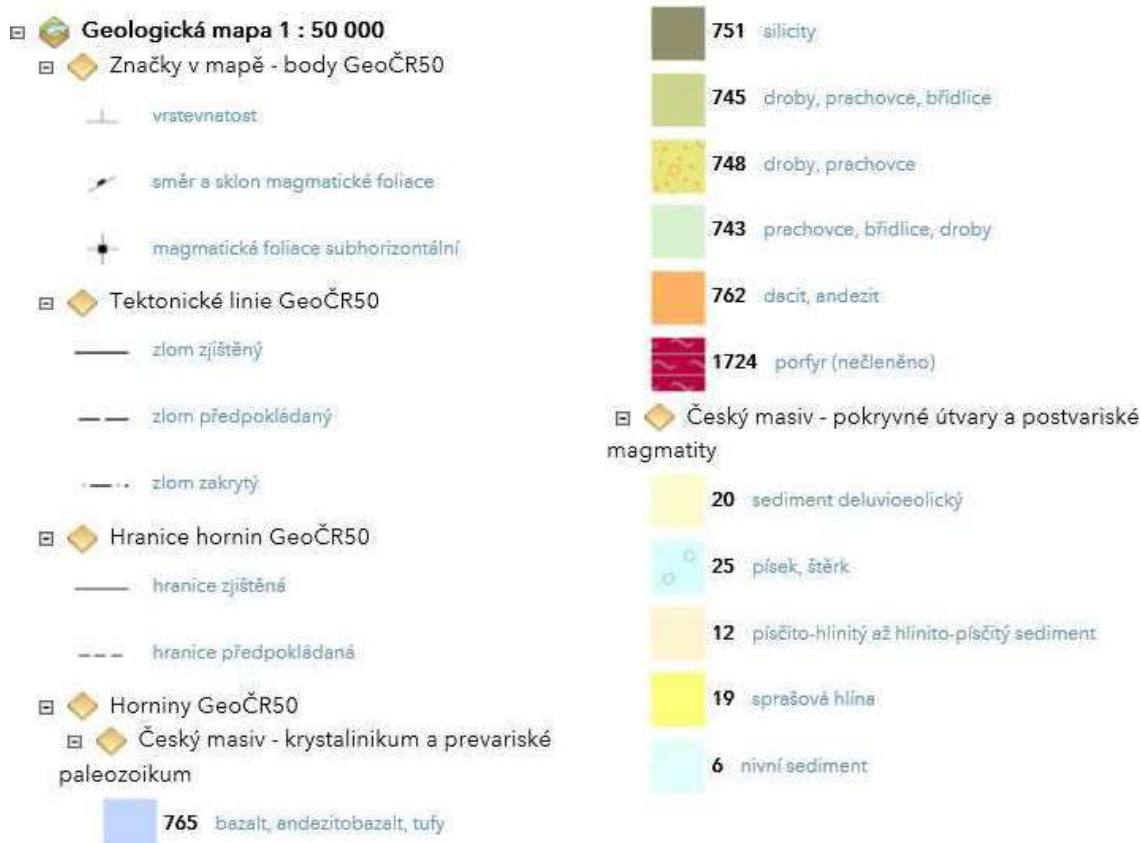 Geologická mapa 1 : 50 000
Značky v mapě - body GeoČR50
vrstevnatost
směr a sklon magmatické foliace
magmatická foliace subhorizontální
Tektonické linie GeoČR50
zlom zjištěný
zlom předpokládaný
zlom zakrytý
Hranice hornin GeoČR50
hranice zjištěná
hranice předpokládaná
Horniny GeoČR50
Český masiv - krystalinikum a prevariské
paleozoikum
765 bazalt, andezitobazalt, tufy
751 silicity
745 droby, prachovce, břidlice
748 droby, prachovce
743 prachovce, břidlice, droby
762 dacit, andezit
1724 porfyr (nečleněno)
Český masiv - pokryvné útvary a postvariské
magmatity
20 sediment deluvioeolický
25 písek, štěrk
12 písčito-hlinitý až hlinito-písčitý sediment
19 sprašová hlína
6 nivní sediment